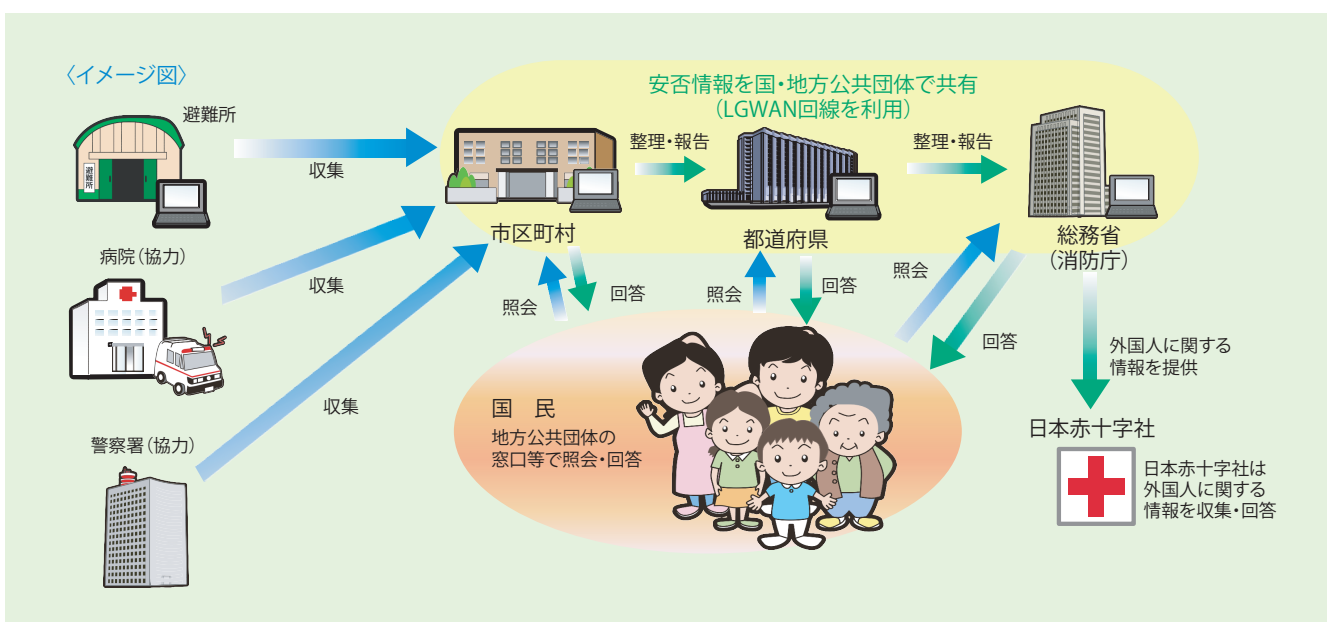 〈イメージ図〉
避難所
避難所
収集
病院（協力）
収集
警察署（協力）
収集
安否情報を国・地方公共団体で共有
（LGWAN回線を利用）
市区町村
整理・報告
都道府県
整理・報告
総務省
（消防庁）
照会
回答
照会
回答
照会
回答
国　民
地方公共団体の
窓口等で照会・回答
外国人に関する
情報を提供
日本赤十字社
日本赤十字社は
外国人に関する
情報を収集・回答